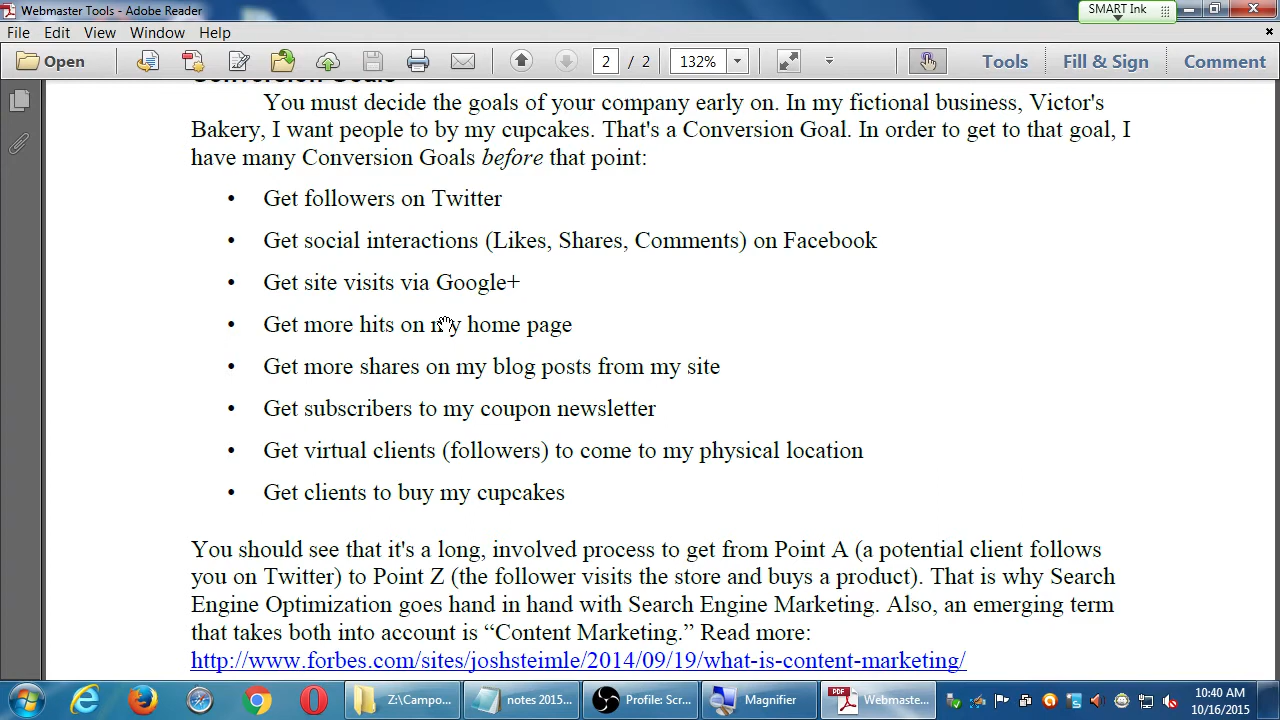 Webmaster Tools - Adobe Reader
SMART Ink
File Edit View Window Help
Open 2 / 2 132% Tools Fill & Sign Comment
Conversion Goals
You must decide the goals of your company early on. In my fictional business, Victor's
Bakery, I want people to by my cupcakes. That's a Conversion Goal. In order to get to that goal, I
have many Conversion Goals before that point:
• Get followers on Twitter
• Get social interactions (Likes, Shares, Comments) on Facebook
• Get site visits via Google+
• Get more hits on my home page
• Get more shares on my blog posts from my site
• Get subscribers to my coupon newsletter
• Get virtual clients (followers) to come to my physical location
• Get clients to buy my cupcakes
You should see that it's a long, involved process to get from Point A (a potential client follows
you on Twitter) to Point Z (the follower visits the store and buys a product). That is why Search
Engine Optimization goes hand in hand with Search Engine Marketing. Also, an emerging term
that takes both into account is “Content Marketing.” Read more:
http://www.forbes.com/sites/joshsteimle/2014/09/19/what-is-content-marketing/
Z:\Campo... notes 2015... Profile: Scr... Magnifier PDF Webmaste... 10:40 AM
10/16/2015